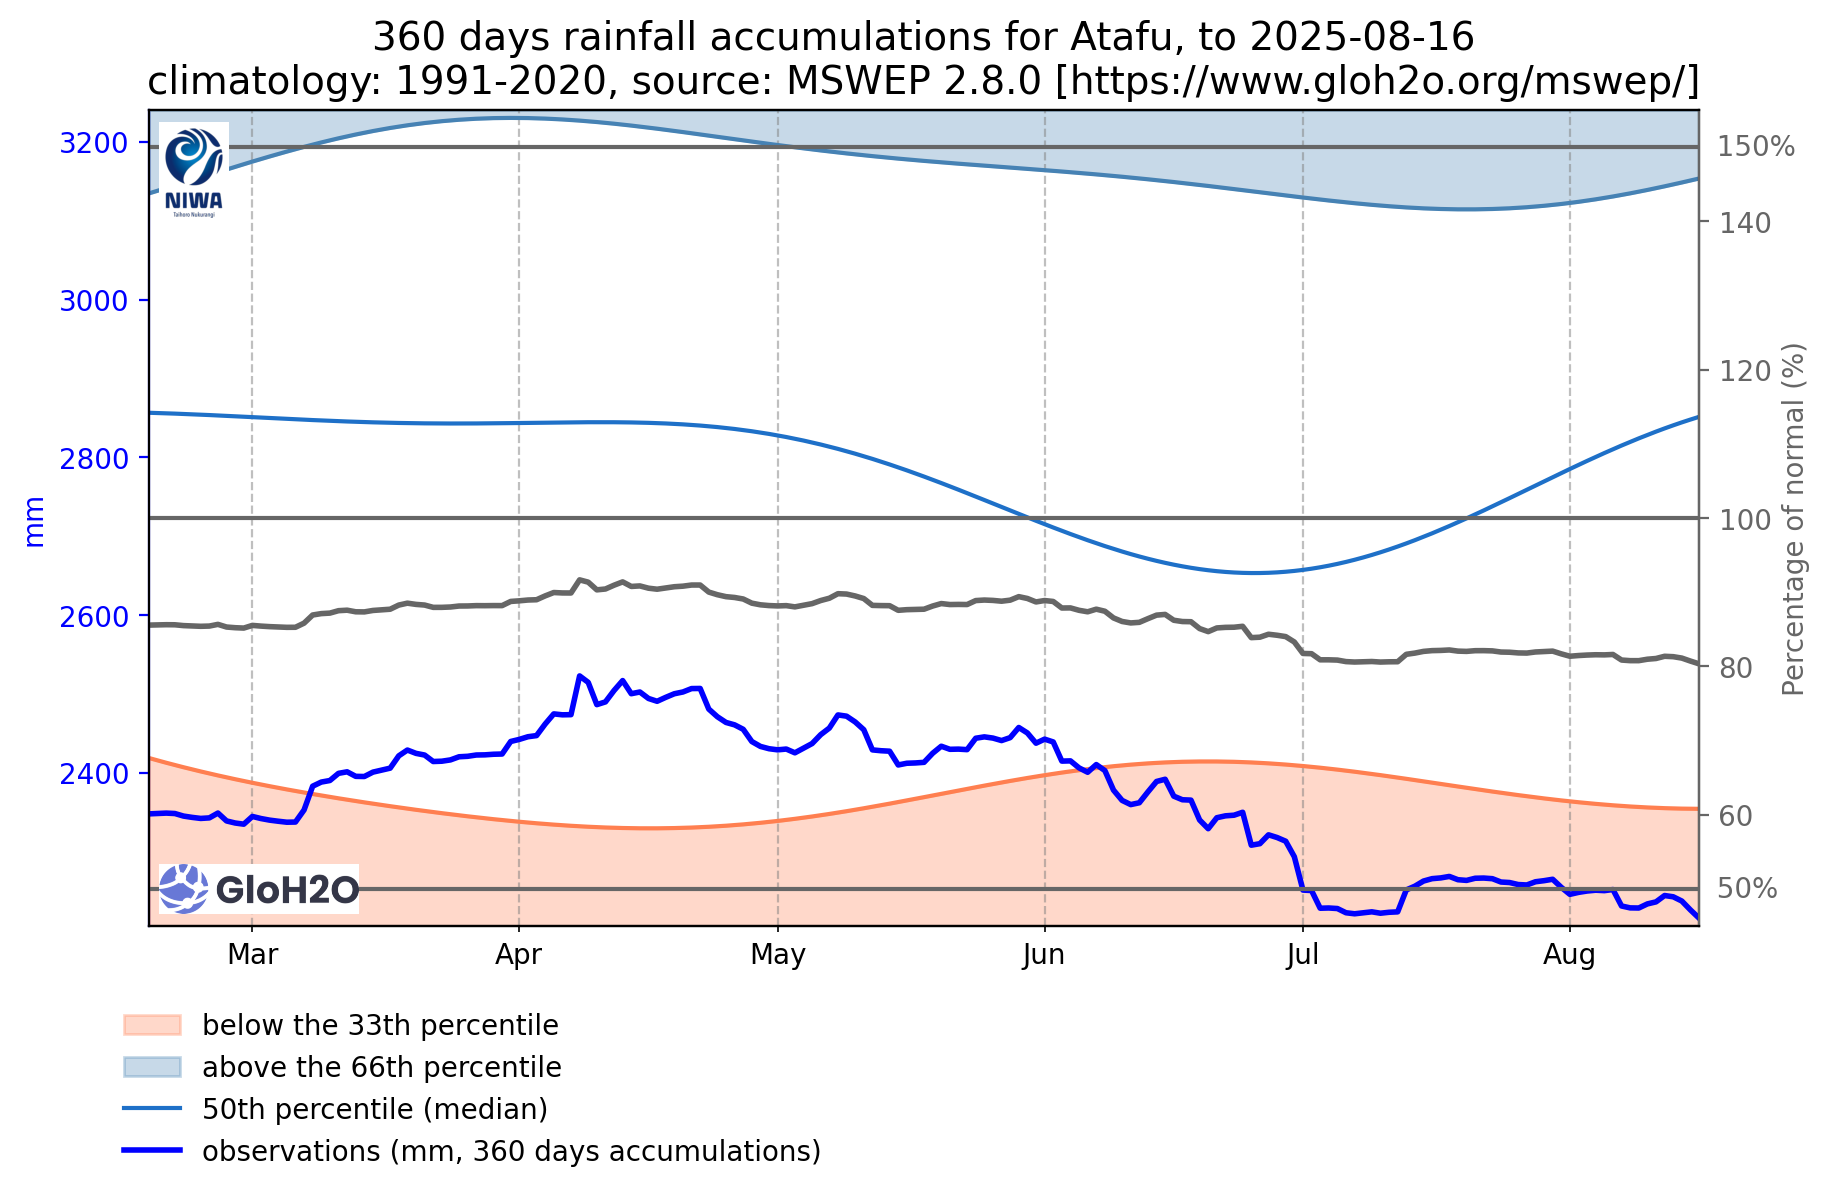 360 days rainfall accumulations for Atafu, to 2025-08-16
climatology: 1991-2020, source: MSWEP 2.8.0 [https://www.gloh2o.org/mswep/]
3200
3000
2800
2600
2400
mm
150%
140
120
100
80
60
50%
Percentage of normal (%)
NIWA
Taihoro Nukurangi
GloH2O
Mar
Apr
May
Jun
Jul
Aug
below the 33th percentile
above the 66th percentile
50th percentile (median)
observations (mm, 360 days accumulations)